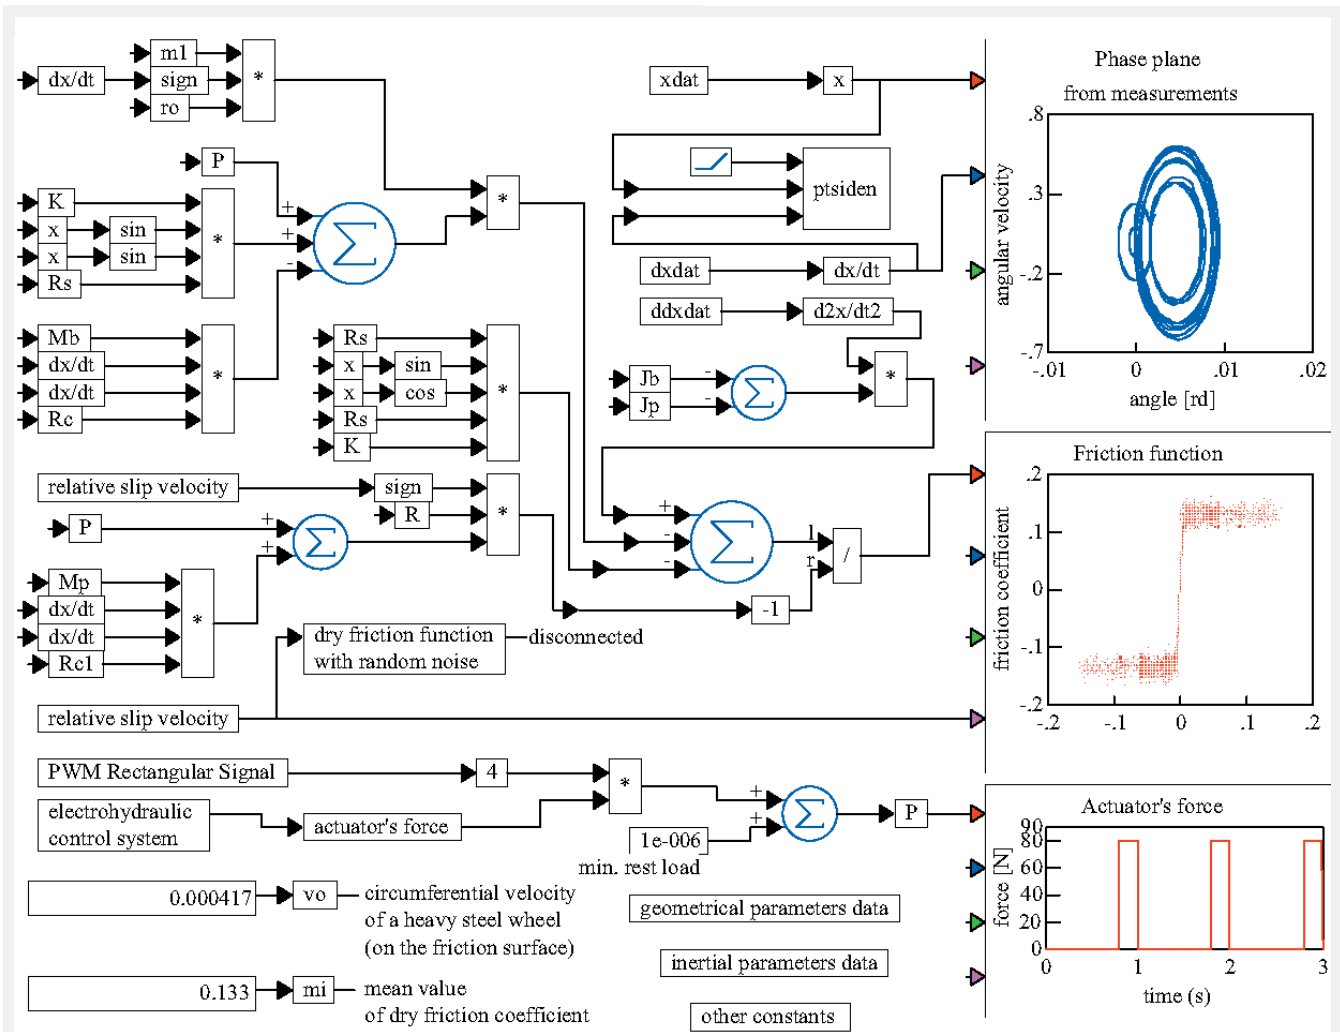 m1
dx/dt
sign
*
ro
P
K
x
sin
x
sin
Rs
*
+
+
-
Σ
*
Mb
dx/dt
dx/dt
Rc
*
Rs
x
sin
x
cos
Rs
K
*
relative slip velocity
sign
R
*
P
+
+
Σ
Mp
dx/dt
dx/dt
Rc1
*
dry friction function
with random noise
disconnected
relative slip velocity
xdat
x
ptsiden
dxdat
dx/dt
ddxdat
d2x/dt2
Jb
Jp
-
-
Σ
*
+
-
-
Σ
l
r
/
-1
PWM Rectangular Signal
4
*
electrohydraulic
control system
actuator's force
1e-006
min. rest load
+
+
Σ
P
0.000417
vo
circumferential velocity
of a heavy steel wheel
(on the friction surface)
0.133
mi
mean value
of dry friction coefficient
geometrical parameters data
inertial parameters data
other constants
Phase plane
from measurements
angular velocity
.8
.3
-.2
-.7
-.01
0
.01
.02
angle [rd]
Friction function
friction coefficient
.2
.1
0
-.1
-.2
-.2
-.1
0
.1
.2
Actuator's force
force [N]
90
80
60
40
20
0
0
1
2
3
time (s)